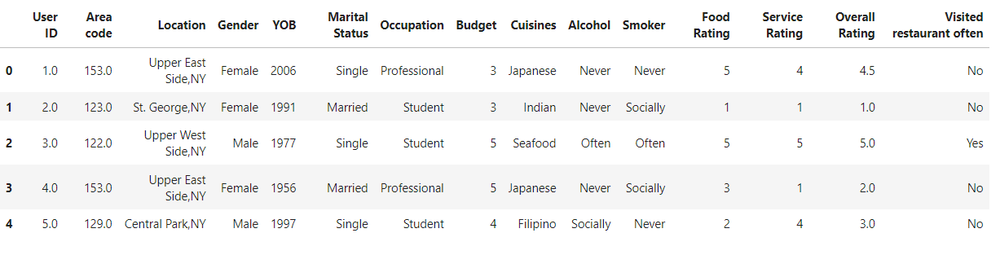 User ID Area code Location Gender YOB Marital Status Occupation Budget Cuisines Alcohol Smoker Food Rating Service Rating Overall Rating Visited restaurant often
0 1.0 153.0 Upper East Side,NY Female 2006 Single Professional 3 Japanese Never Never 5 4 4.5 No
1 2.0 123.0 St. George,NY Female 1991 Married Student 3 Indian Never Socially 1 1 1.0 No
2 3.0 122.0 Upper West Side,NY Male 1977 Single Student 5 Seafood Often Often 5 5 5.0 Yes
3 4.0 153.0 Upper East Side,NY Female 1956 Married Professional 5 Japanese Never Socially 3 1 2.0 No
4 5.0 129.0 Central Park,NY Male 1997 Single Student 4 Filipino Socially Never 2 4 3.0 No